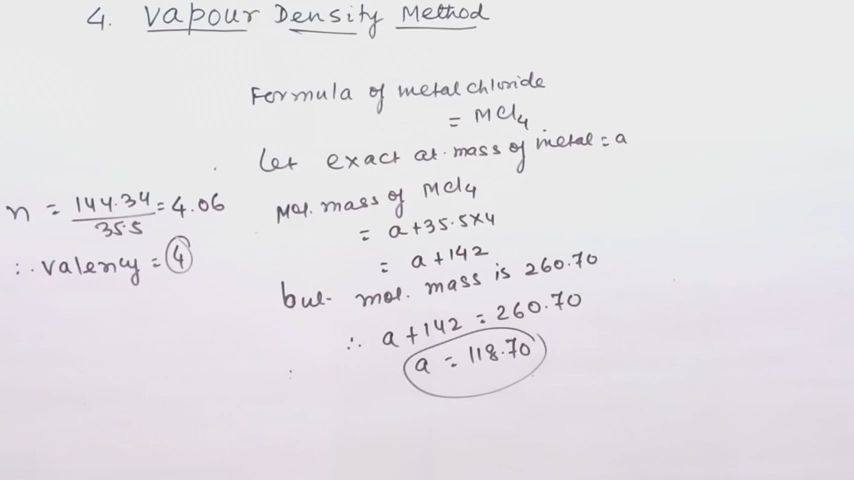 4. Vapour Density Method
Formula of metal chloride
= MCl4
Let exact at. mass of metal = a
Mol. mass of MCl4
= a + 35.5 × 4
= a + 142
but mol. mass is 260.70
∴ a + 142 = 260.70
a = 118.70
n = 144.34/35.5 = 4.06
∴ Valency = 4